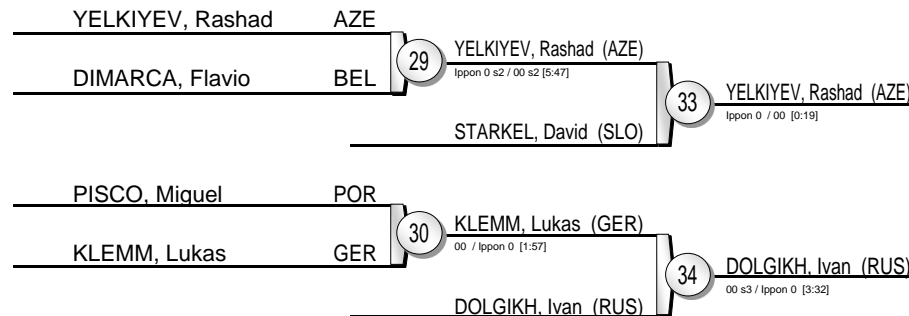 YELKIYEV, Rashad AZE
DIMARCA, Flavio BEL
29
YELKIYEV, Rashad (AZE)
Ippon 0 s2 / 00 s2 [5:47]
STARKEL, David (SLO)
33
YELKIYEV, Rashad (AZE)
Ippon 0 / 00 [0:19]
PISCO, Miguel POR
KLEMM, Lukas GER
30
KLEMM, Lukas (GER)
00 / Ippon 0 [1:57]
DOLGIKH, Ivan (RUS)
34
DOLGIKH, Ivan (RUS)
00 s3 / Ippon 0 [3:32]